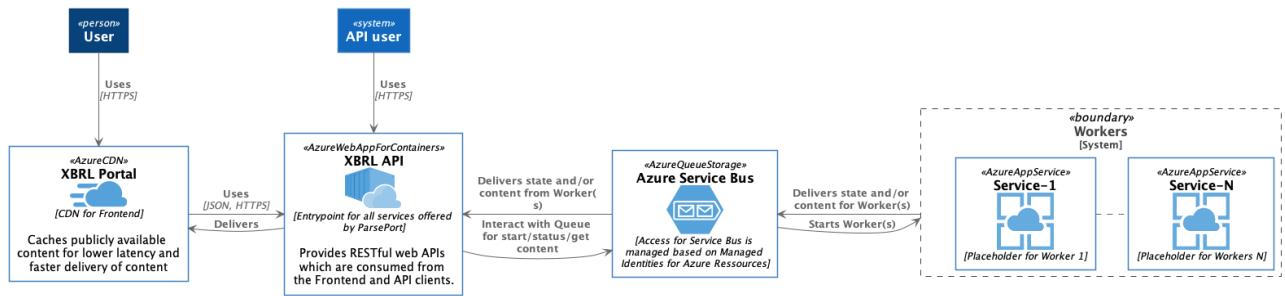 «person»
User
«system»
API user
Uses
[HTTPS]
Uses
[HTTPS]
«AzureCDN»
XBRL Portal
[CDN for Frontend]
Caches publicly available
content for lower latency and
faster delivery of content
Uses
[JSON, HTTPS]
Delivers
«AzureWebAppForContainers»
XBRL API
[Entrypoint for all services offered
by ParsePort]
Provides RESTful web APIs
which are consumed from
the Frontend and API clients.
Delivers state and/or
content from Worker(
s)
Interact with Queue
for start/status/get
content
«AzureQueueStorage»
Azure Service Bus
[Access for Service Bus is
managed based on Managed
Identities for Azure Ressources]
Delivers state and/or
content for Worker(s)
Starts Worker(s)
«boundary»
Workers
[System]
«AzureAppService»
Service-1
[Placeholder for Worker 1]
«AzureAppService»
Service-N
[Placeholder for Workers N]